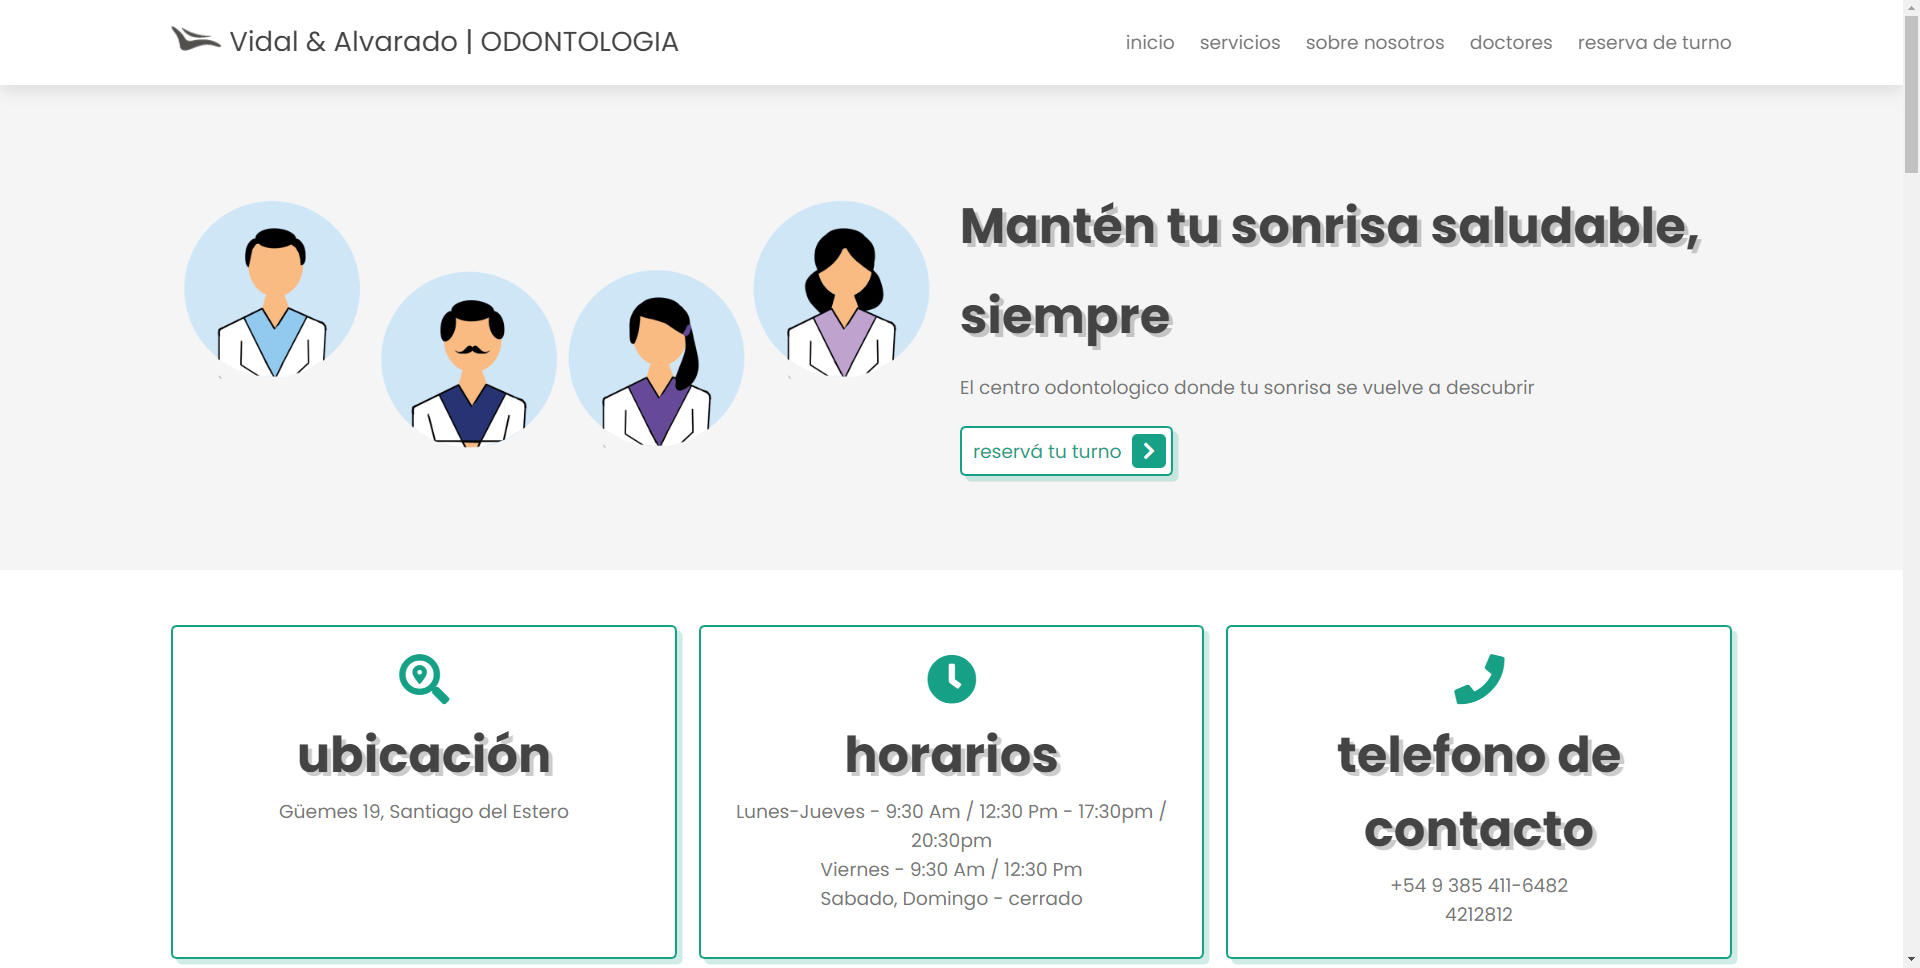 Vidal & Alvarado | ODONTOLOGIA
inicio
servicios
sobre nosotros
doctores
reserva de turno
Mantén tu sonrisa saludable,
siempre
El centro odontologico donde tu sonrisa se vuelve a descubrir
reservá tu turno
ubicación
Güemes 19, Santiago del Estero
horarios
Lunes-Jueves - 9:30 Am / 12:30 Pm - 17:30pm /
20:30pm
Viernes - 9:30 Am / 12:30 Pm
Sabado, Domingo - cerrado
telefono de
contacto
+54 9 385 411-6482
4212812